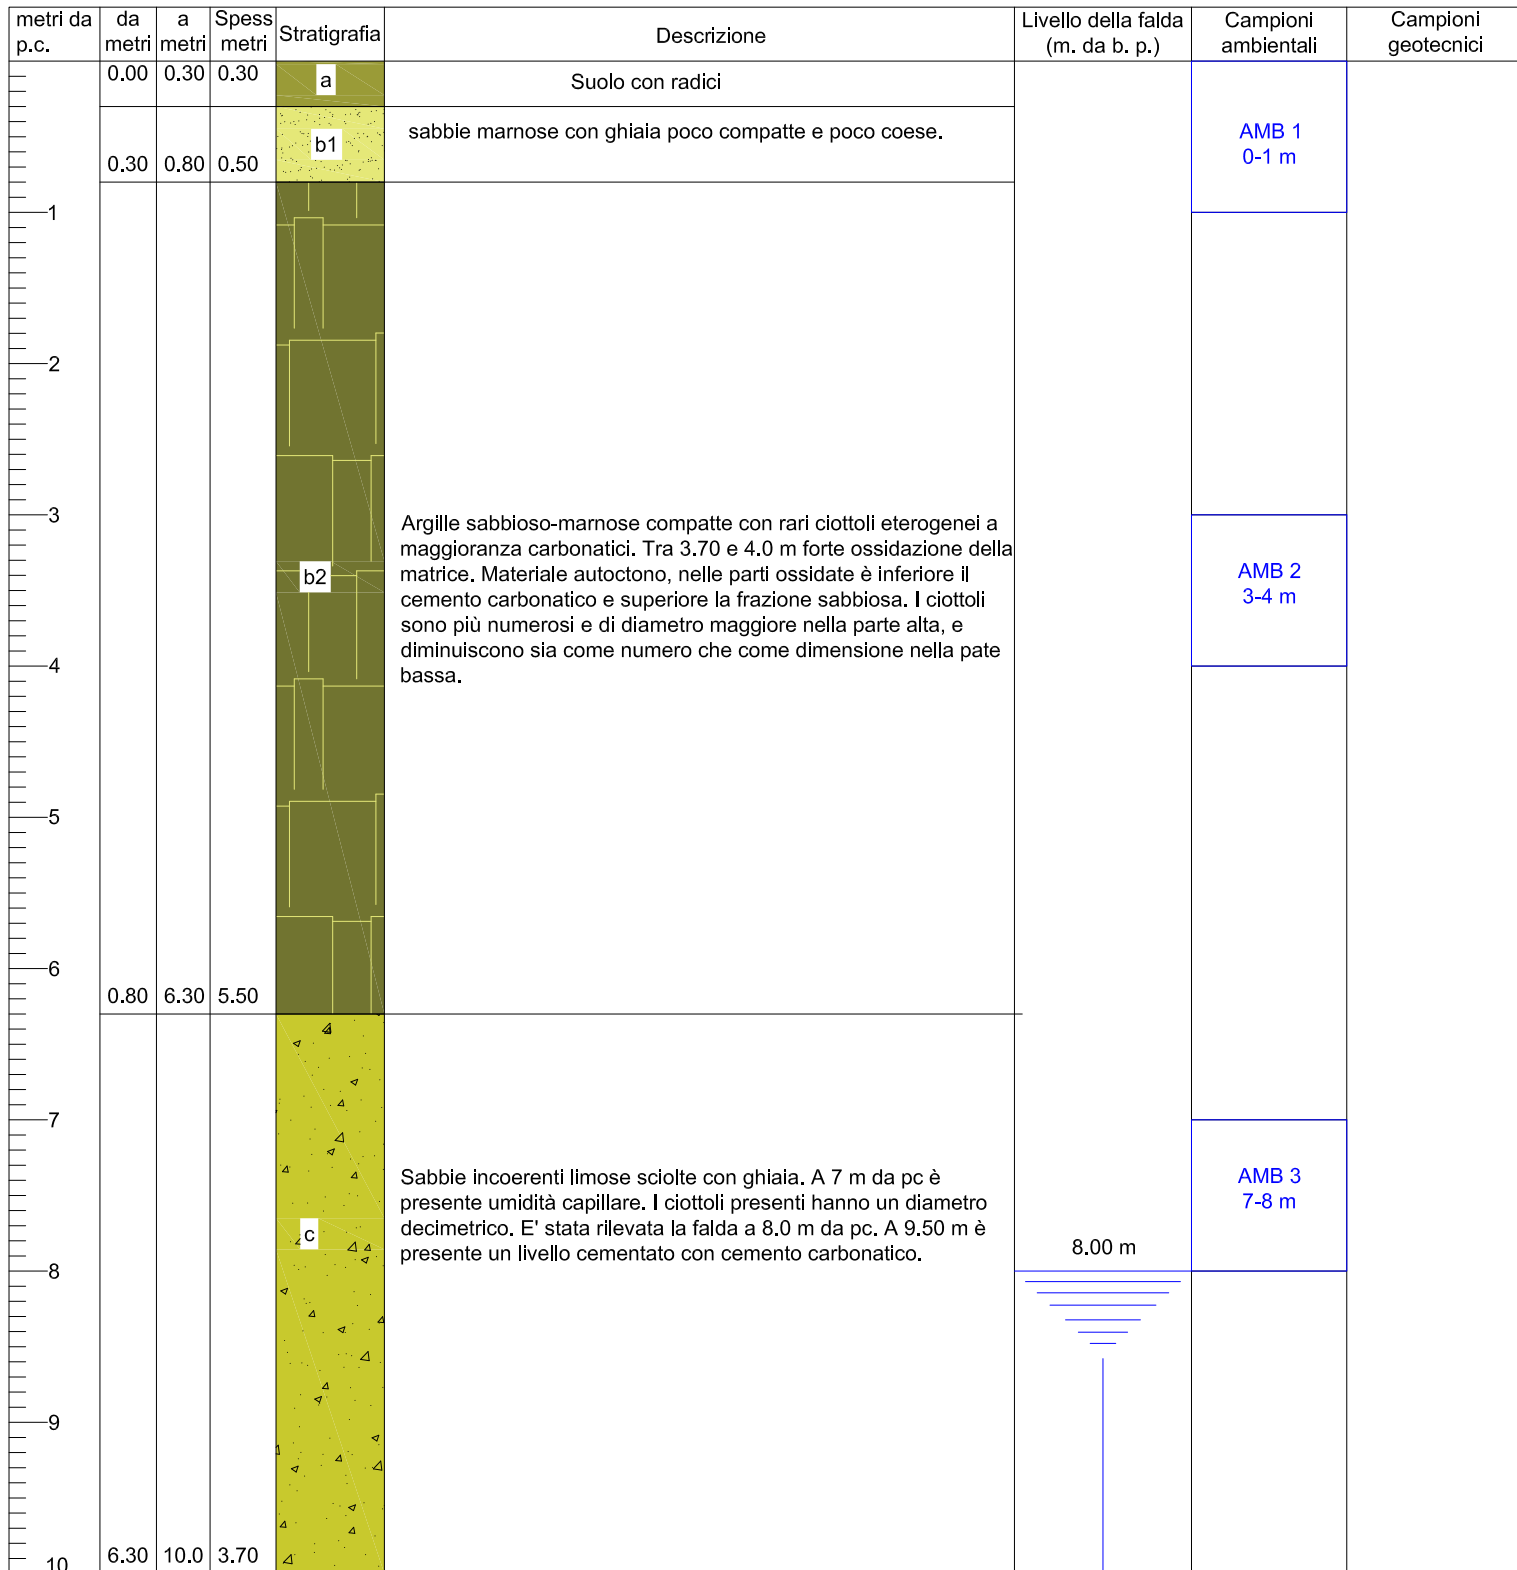 metri da p.c.
da metri
a metri
Spess metri
Stratigrafia
Descrizione
Livello della falda (m. da b. p.)
Campioni ambientali
Campioni geotecnici
0.00 0.30 0.30
a
Suolo con radici
b1
sabbie marnose con ghiaia poco compatte e poco coese.
AMB 1
0-1 m
0.30 0.80 0.50
1
2
3
Argille sabbioso-marnose compatte con rari ciottoli eterogenei a
maggioranza carbonatici. Tra 3.70 e 4.0 m forte ossidazione della
matrice. Materiale autoctono, nelle parti ossidate è inferiore il
cemento carbonatico e superiore la frazione sabbiosa. I ciottoli
sono più numerosi e di diametro maggiore nella parte alta, e
diminuiscono sia come numero che come dimensione nella pate
bassa.
b2
AMB 2
3-4 m
4
5
6
0.80 6.30 5.50
7
Sabbie incoerenti limose sciolte con ghiaia. A 7 m da pc è
presente umidità capillare. I ciottoli presenti hanno un diametro
decimetrico. E' stata rilevata la falda a 8.0 m da pc. A 9.50 m è
presente un livello cementato con cemento carbonatico.
c
AMB 3
7-8 m
8.00 m
8
9
6.30 10.0 3.70
10